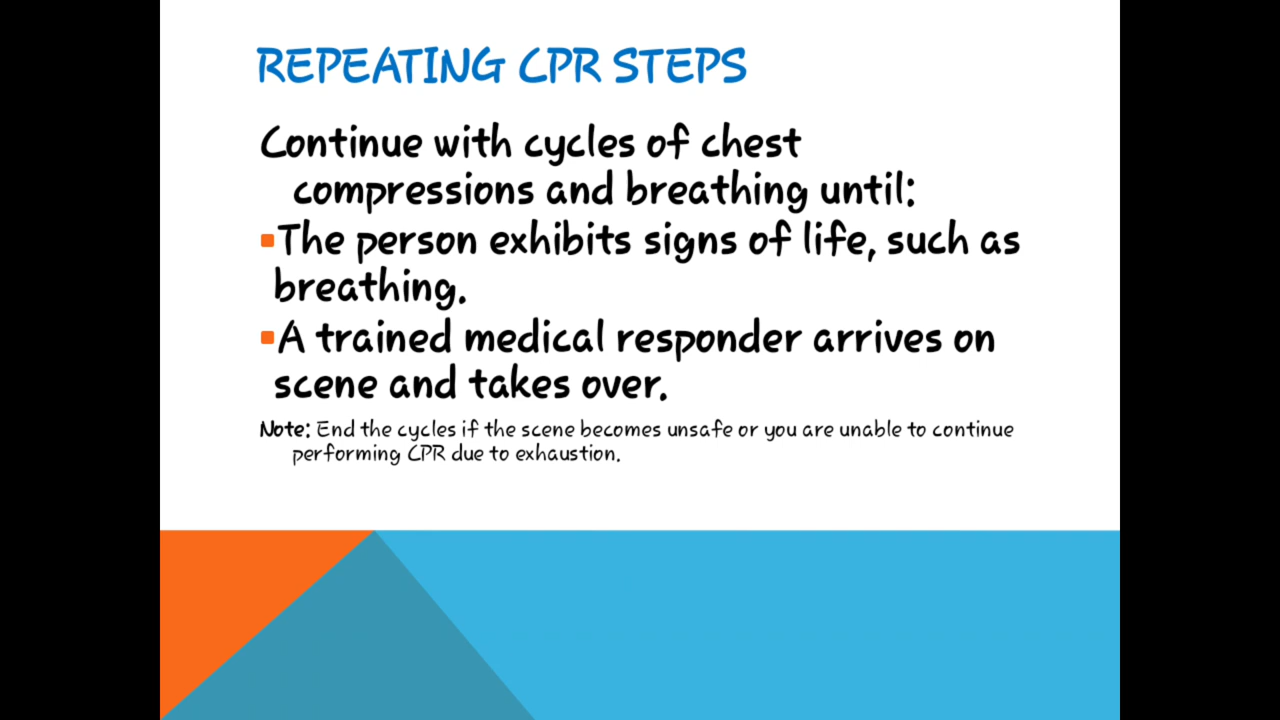 REPEATING CPR STEPS
Continue with cycles of chest
compressions and breathing until:
▪The person exhibits signs of life, such as
breathing.
▪A trained medical responder arrives on
scene and takes over.
Note: End the cycles if the scene becomes unsafe or you are unable to continue
performing CPR due to exhaustion.